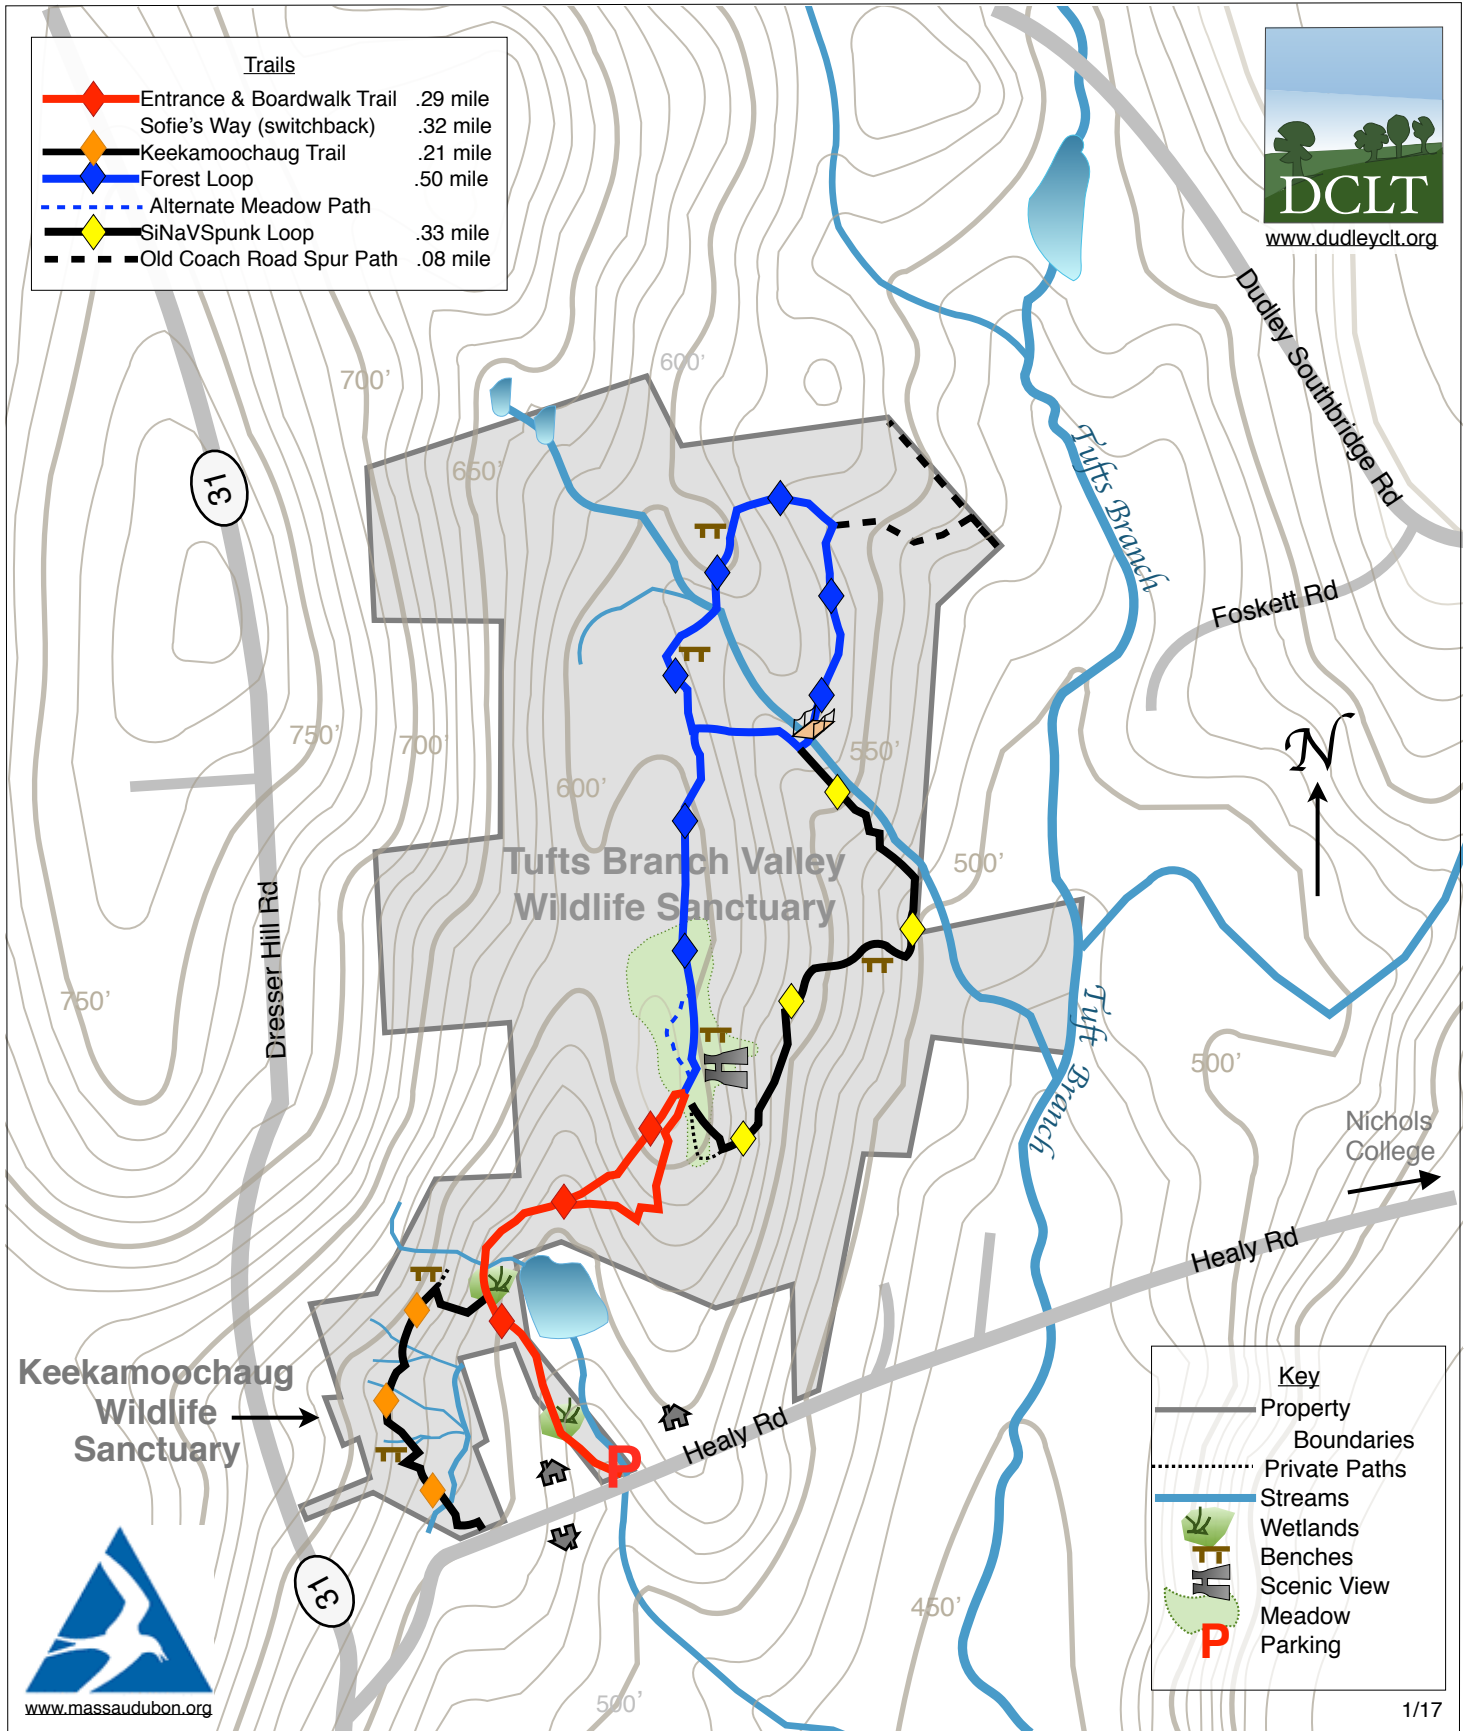 Trails
Entrance & Boardwalk Trail .29 mile
Sofie's Way (switchback) .32 mile
Keekamoochaug Trail .21 mile
Forest Loop .50 mile
Alternate Meadow Path
SiNaVSpunk Loop .33 mile
Old Coach Road Spur Path .08 mile
DCLT
www.dudleyclt.org
Dudley Southbridge Rd
600'
700'
650'
31
Tufts Branch
Foskett Rd
N
750'
700'
550'
600'
Tufts Branch Valley
Wildlife Sanctuary
500'
Dresser Hill Rd
750'
Tuft Branch
500'
Nichols
College
Healy Rd
Keekamoochaug
Wildlife
Sanctuary
Healy Rd
P
31
450'
500'
Key
Property
Boundaries
Private Paths
Streams
Wetlands
Benches
Scenic View
Meadow
P Parking
www.massaudubon.org
1/17